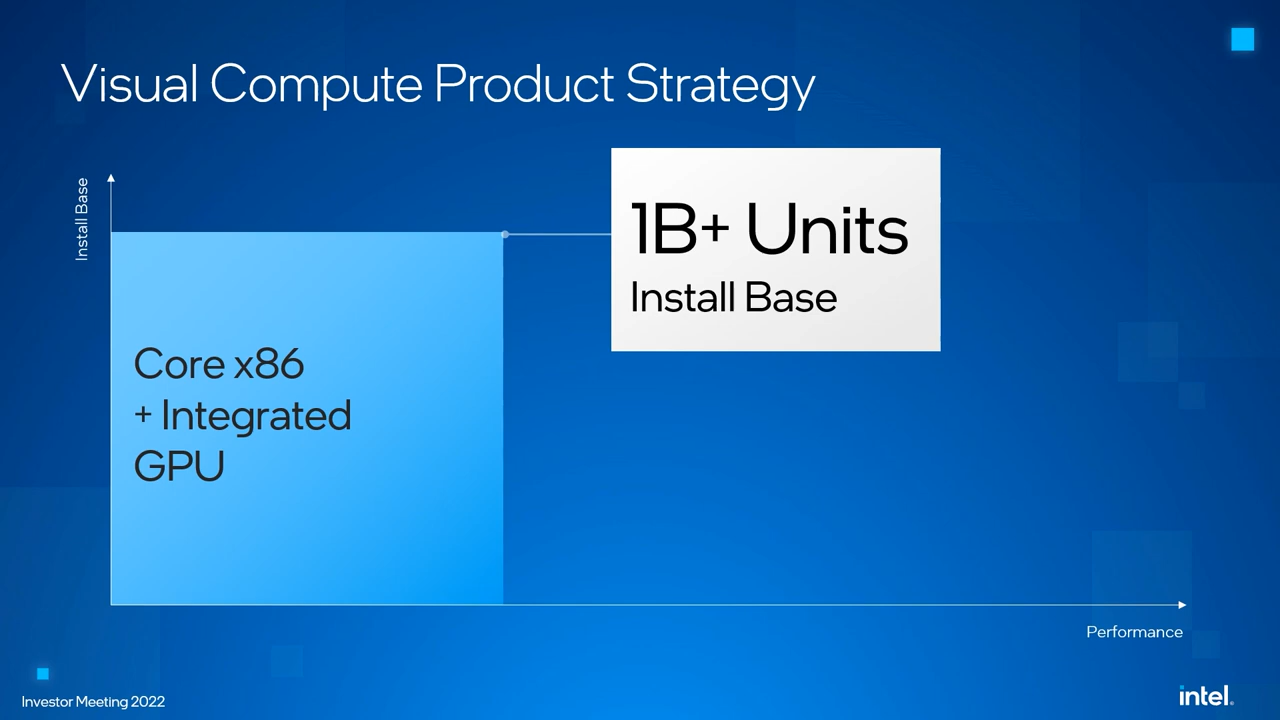 Visual Compute Product Strategy
Install Base
1B+ Units
Install Base
Core x86
+ Integrated
GPU
Performance
Investor Meeting 2022
intel.